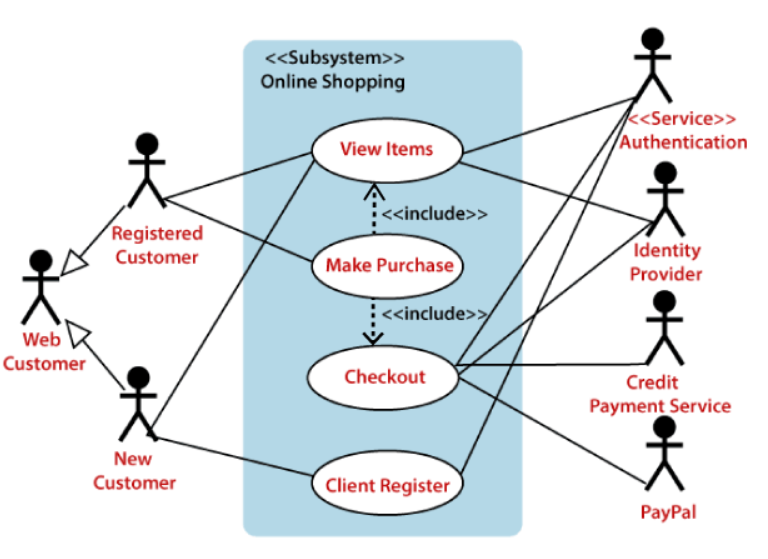 <<Subsystem>>
Online Shopping
View Items
<<include>>
Make Purchase
<<include>>
Checkout
Client Register
Registered
Customer
Web
Customer
New
Customer
<<Service>>
Authentication
Identity
Provider
Credit
Payment Service
PayPal